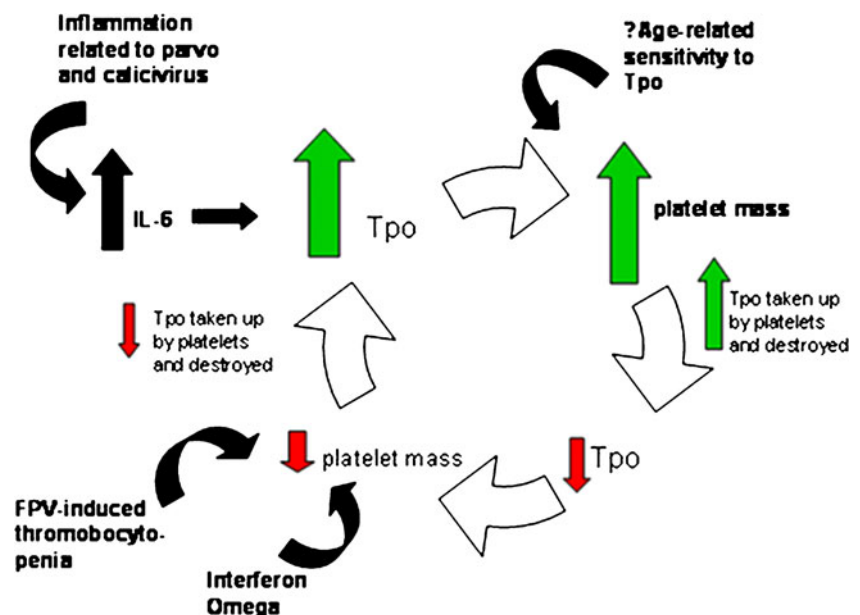 Inflammation
related to parvo
and calicivirus
?Age-related
sensitivity to
Tpo
IL-6
Tpo
platelet mass
Tpo taken up
by platelets
and destroyed
Tpo taken up
by platelets
and destroyed
platelet mass
Tpo
FPV-induced
thromobocyto-
penia
Interferon
Omega